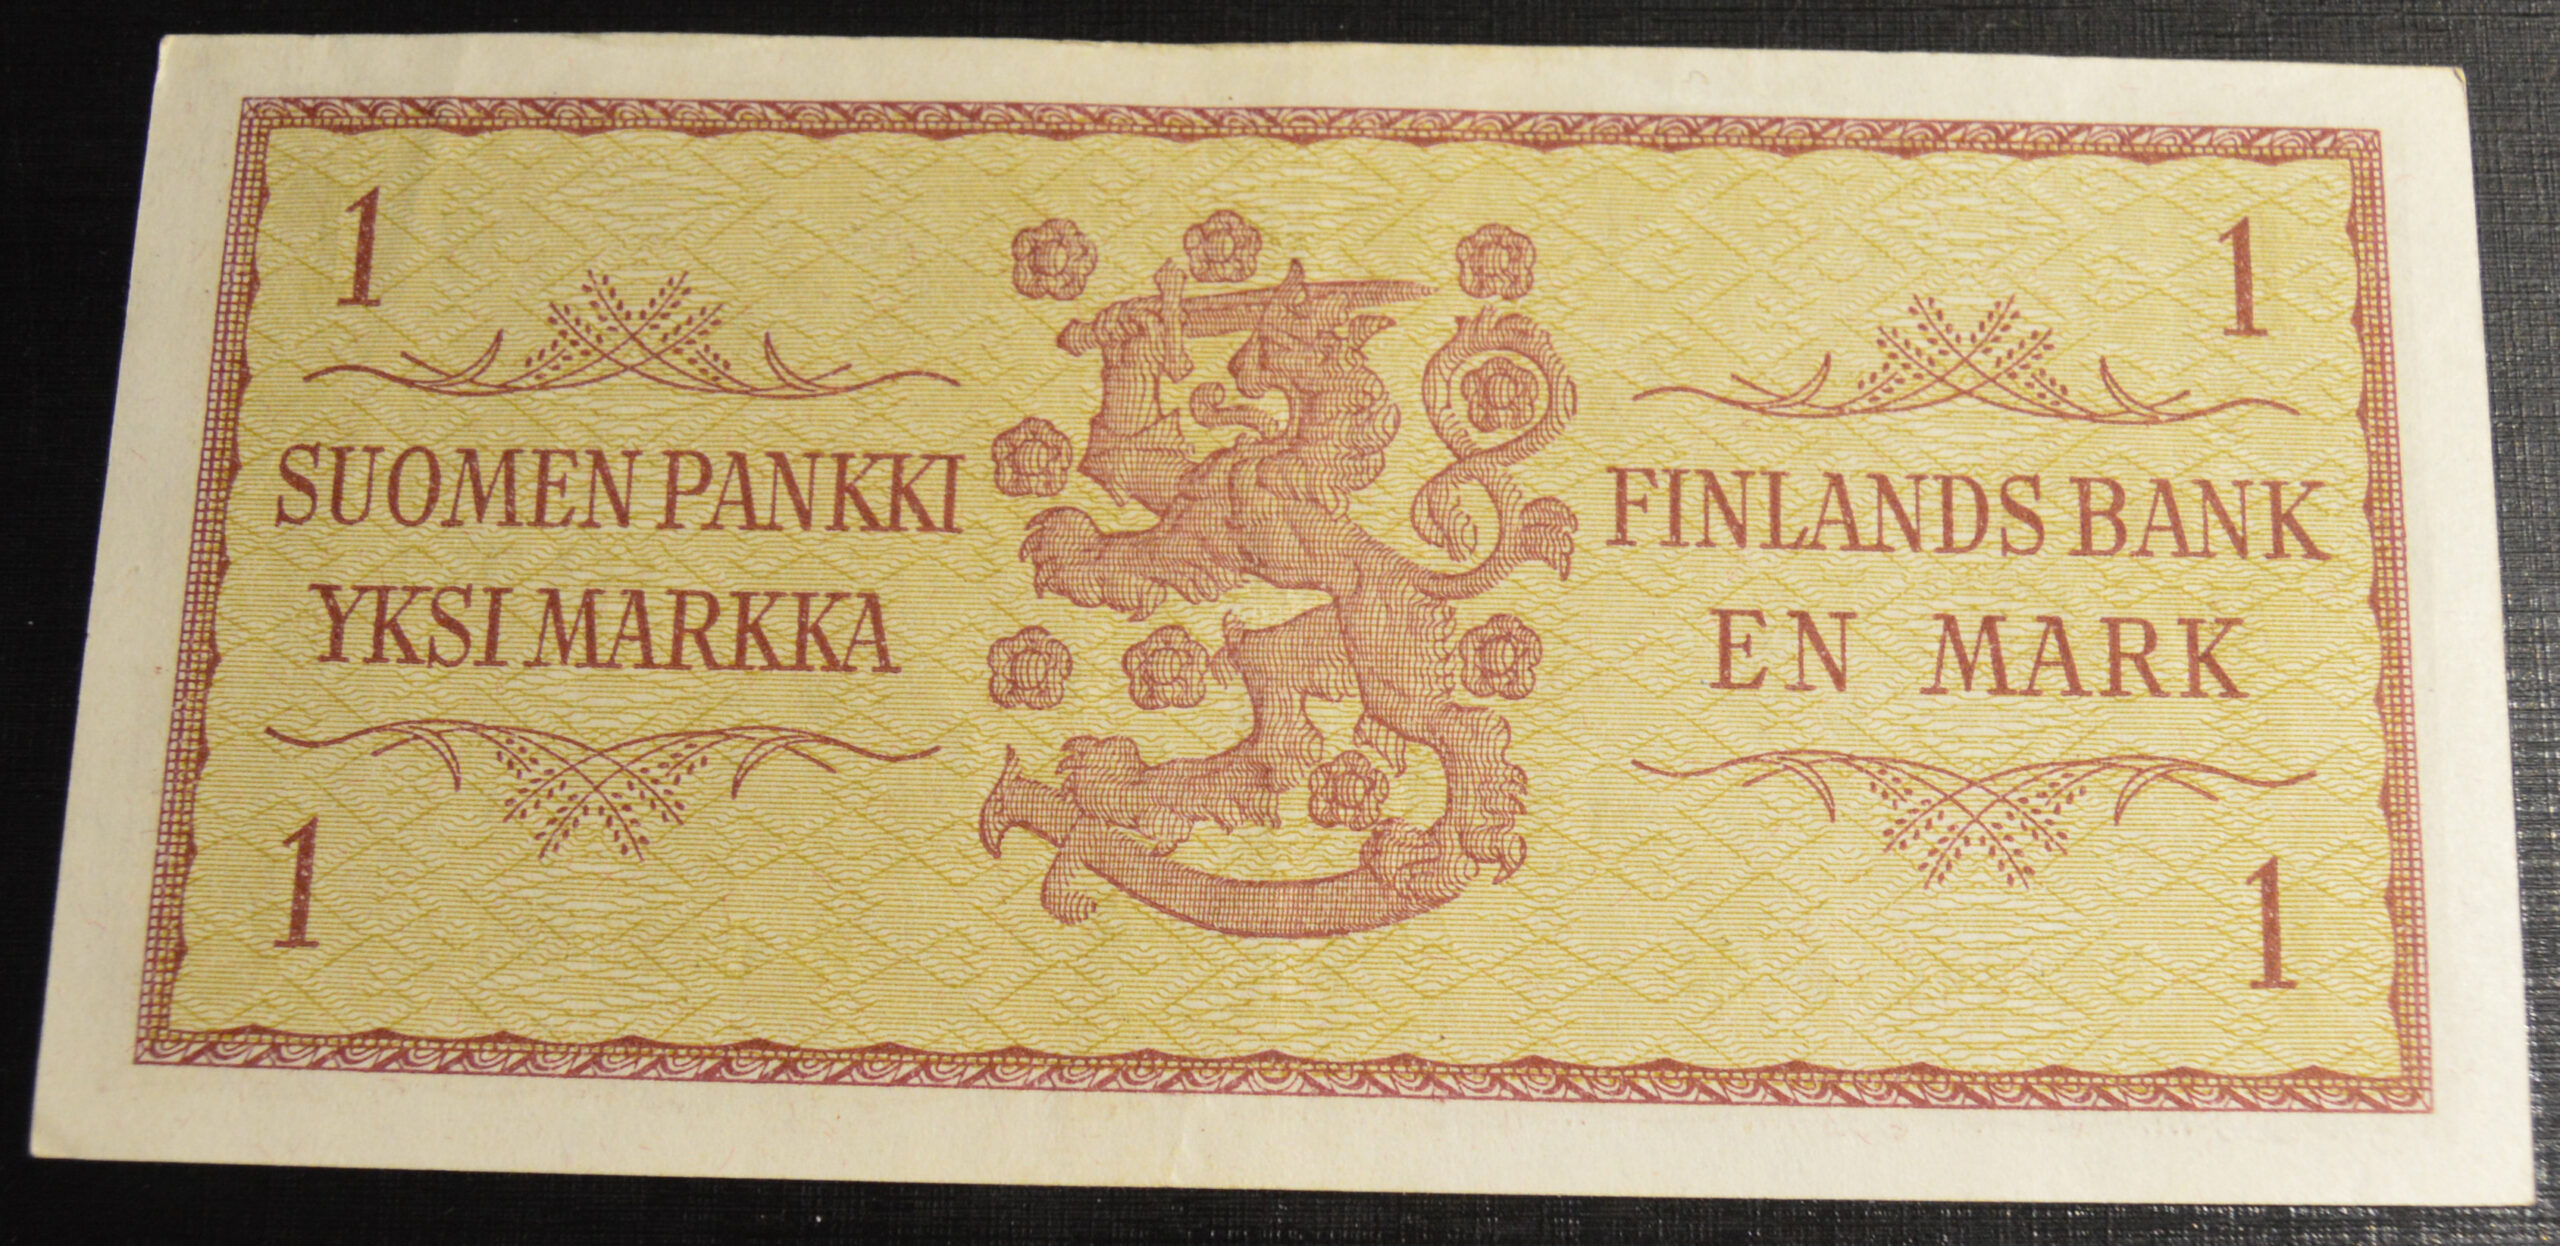 1
1
SUOMEN PANKKI
YKSI MARKKA
FINLANDS BANK
EN MARK
1
1